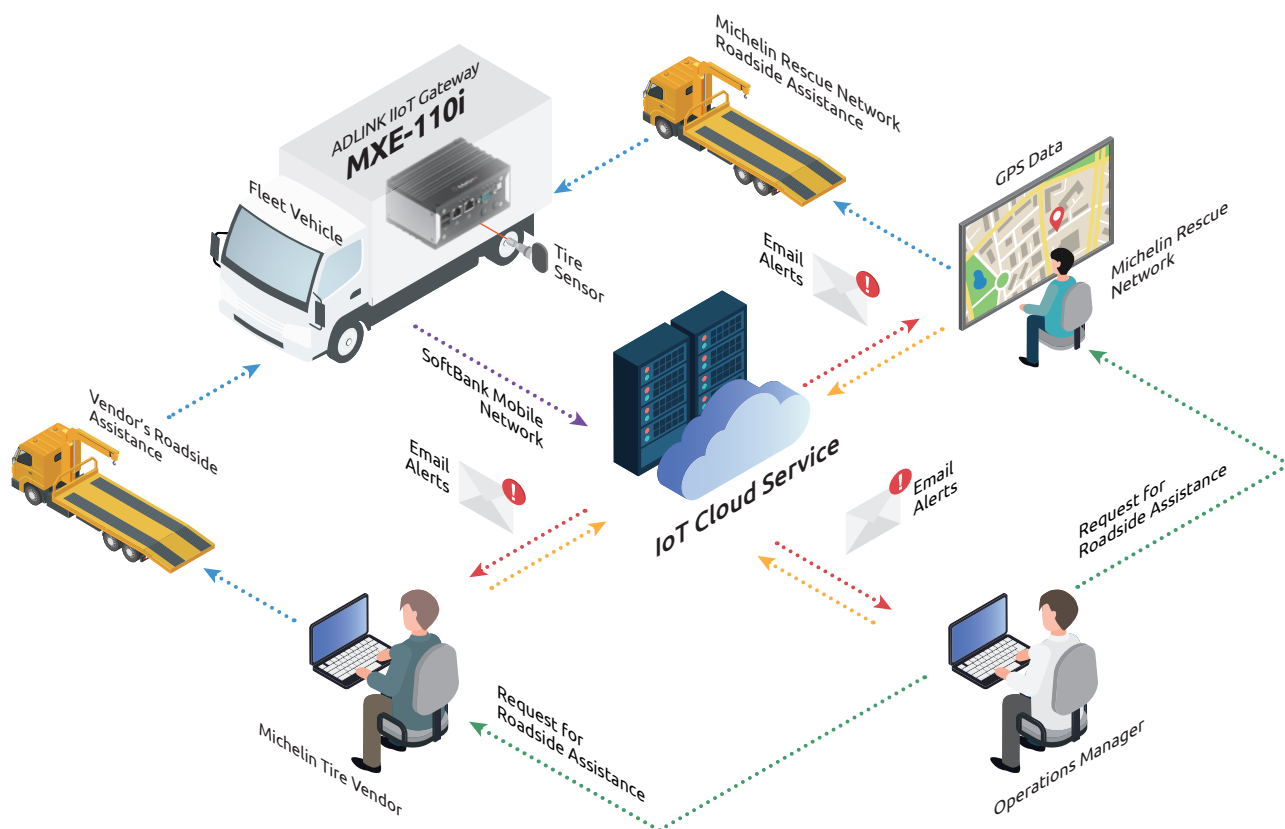 Michelin Rescue Network
Roadside Assistance
ADLINK IIoT Gateway
MXE-110i
GPS Data
Fleet Vehicle
Tire
Sensor
Email
Alerts
Michelin Rescue
Network
SoftBank Mobile
Network
Vendor's Roadside
Assistance
Email
Alerts
IoT Cloud Service
Email
Alerts
Request for
Roadside Assistance
Request for
Roadside Assistance
Michelin Tire Vendor
Operations Manager